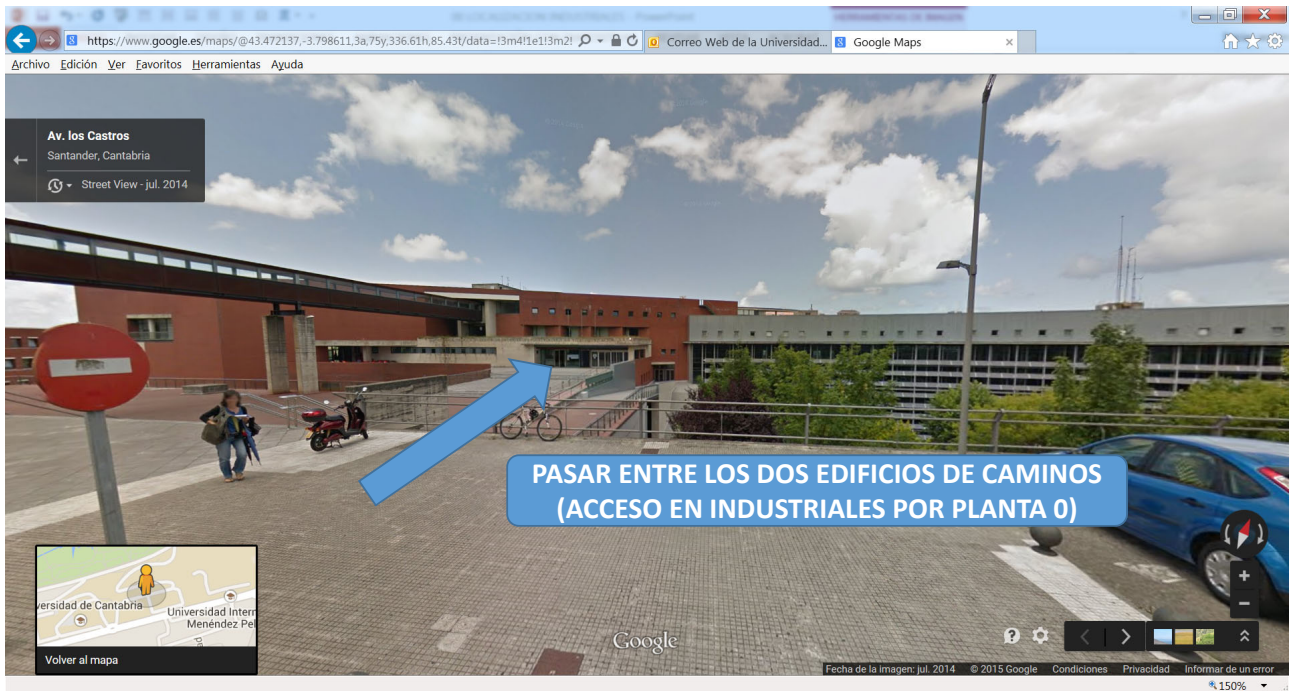 https://www.google.es/maps/@43.472137,-3.798611,3a,75y,336.61h,85.43t/data=!3m4!1e1!3m2!
Correo Web de la Universidad...
Google Maps
Archivo Edición Ver Favoritos Herramientas Ayuda
Av. los Castros
Santander, Cantabria
Street View - jul. 2014
PASAR ENTRE LOS DOS EDIFICIOS DE CAMINOS
(ACCESO EN INDUSTRIALES POR PLANTA 0)
versidad de Cantabria
Universidad Intern
Menéndez Pel
Volver al mapa
Google
Fecha de la imagen: jul. 2014 © 2015 Google Condiciones Privacidad Informar de un error
150%